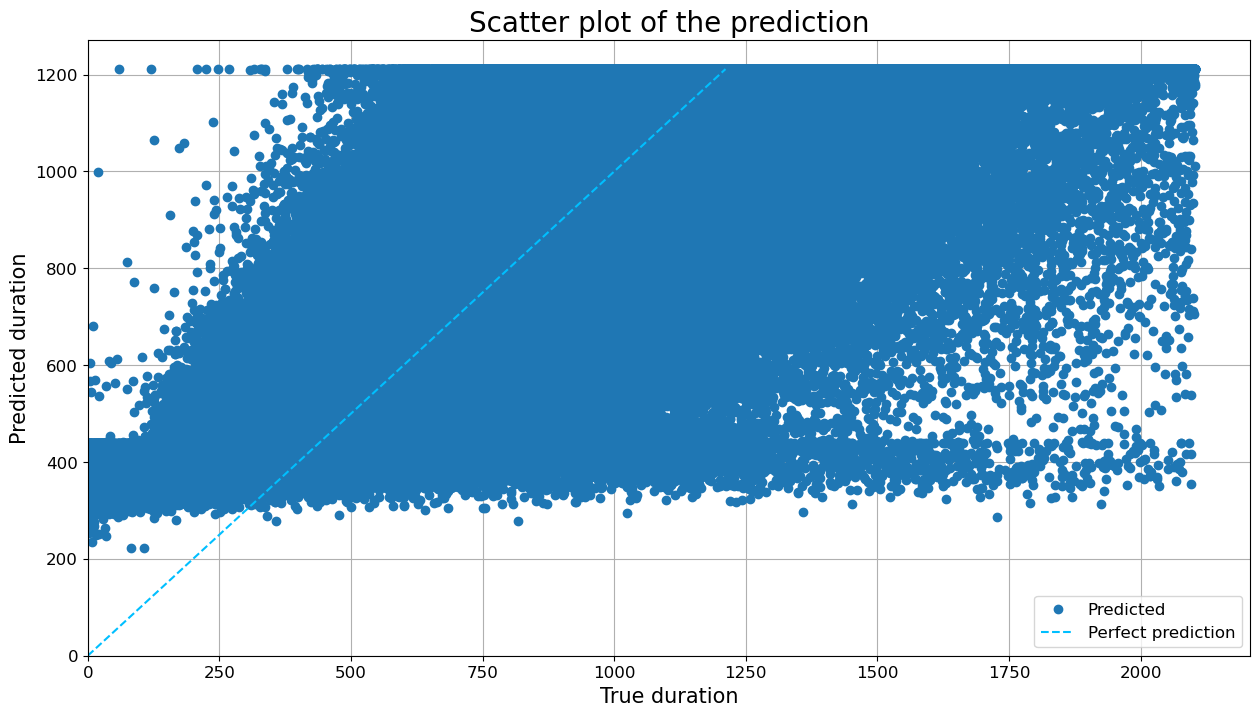 Scatter plot of the prediction
1200
1000
800
600
400
200
0
Predicted duration
0 250 500 750 1000 1250 1500 1750 2000
True duration
Predicted
Perfect prediction